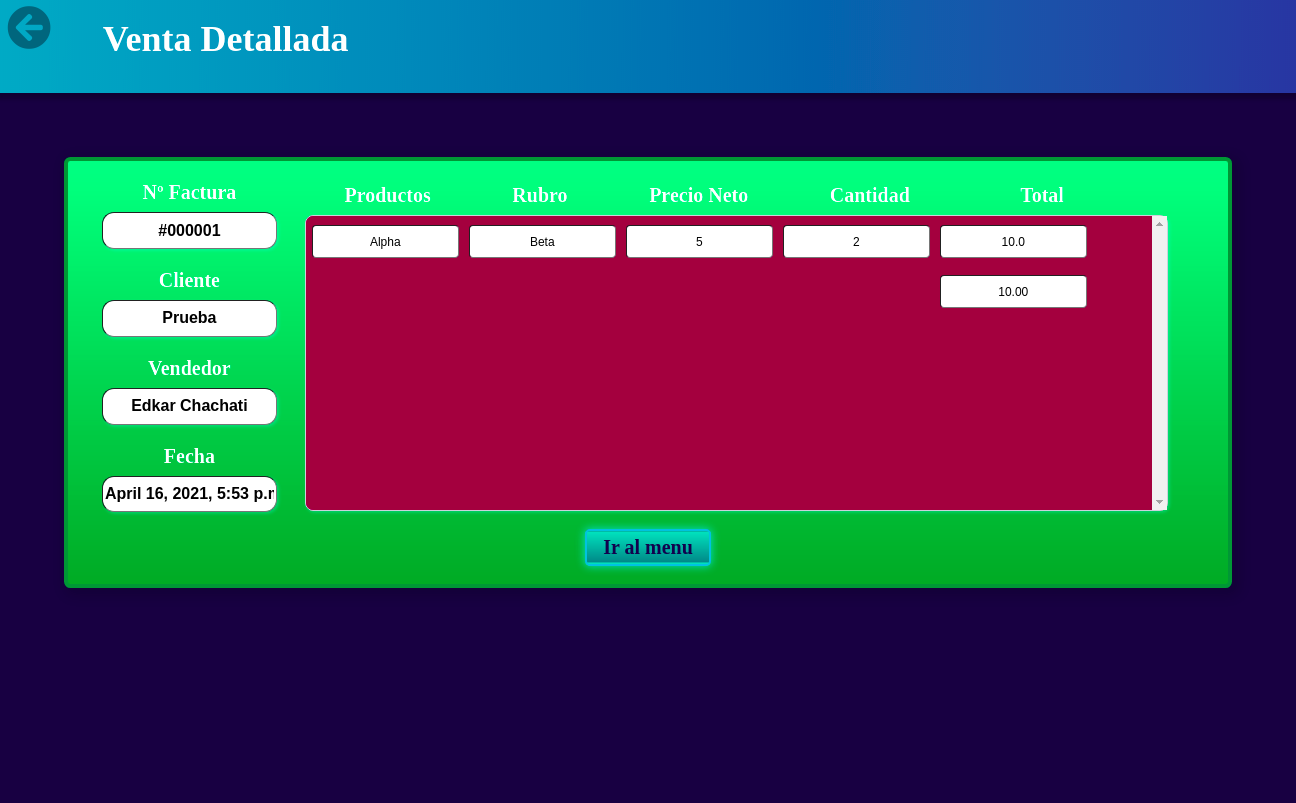 Venta Detallada
Nº Factura
#000001
Cliente
Prueba
Vendedor
Edkar Chachati
Fecha
April 16, 2021, 5:53 p.
Productos Rubro Precio Neto Cantidad Total
Alpha Beta 5 2 10.0
10.00
Ir al menu